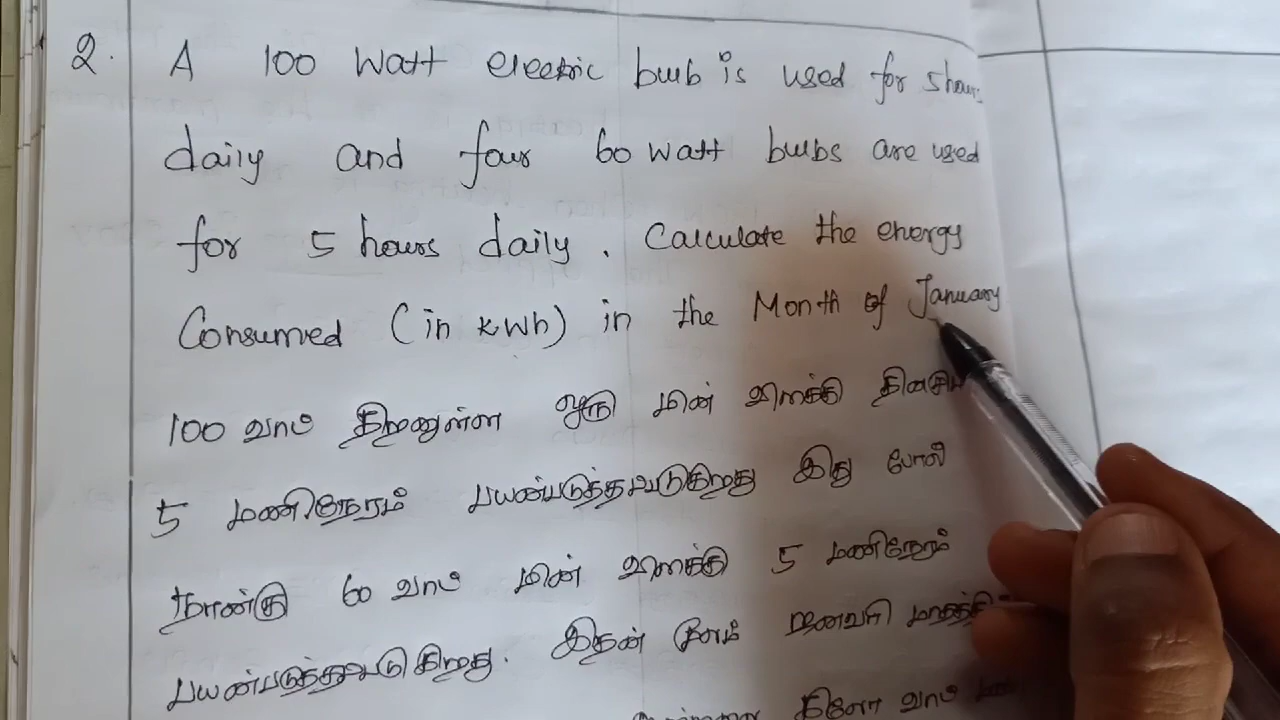 2. A 100 Watt electric bulb is used for 5 hours
daily and four 60 watt bulbs are used
for 5 hours daily. Calculate the energy
Consumed (in kWh) in the Month of January
100 வாட் திறனுள்ள ஒரு மின் விளக்கு
5 மணிநேரம் பயன்படுத்தப்படுகிறது இது போல்
நான்கு 60 வாட் மின் விளக்கு 5 மணிநேரம்
பயன்படுத்தப்படுகிறது. இதன் மூலம் ஜனவரி
கிலோ வாட்